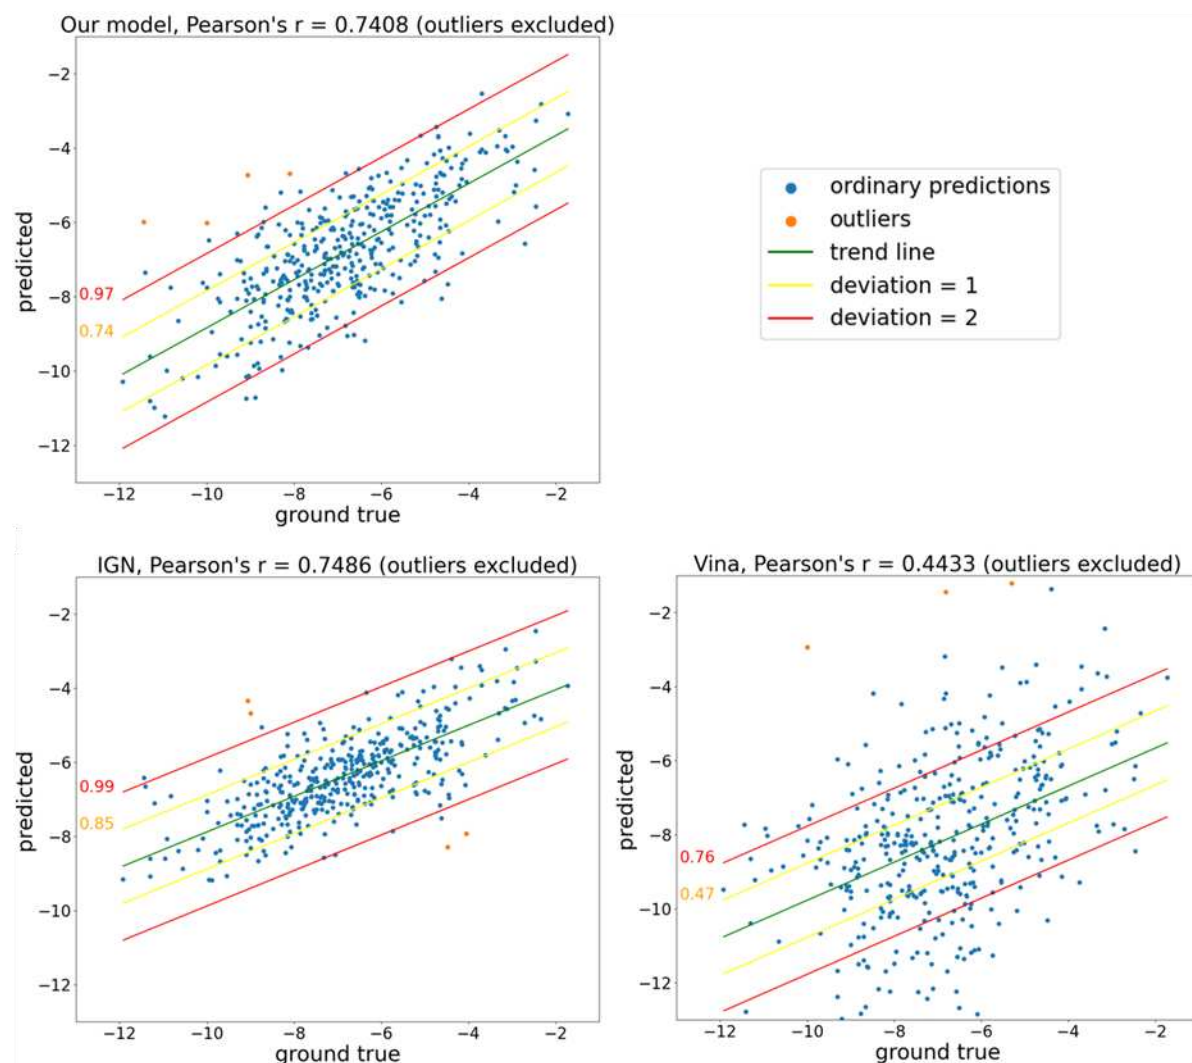 Our model, Pearson's r = 0.7408 (outliers excluded)
−2
−4
−6
−8
−10
−12
predicted
0.97
0.74
−12 −10 −8 −6 −4 −2
ground true
ordinary predictions
outliers
trend line
deviation = 1
deviation = 2
IGN, Pearson's r = 0.7486 (outliers excluded)
−2
−4
−6
−8
−10
−12
predicted
0.99
0.85
−12 −10 −8 −6 −4 −2
ground true
Vina, Pearson's r = 0.4433 (outliers excluded)
−2
−4
−6
−8
−10
−12
predicted
0.76
0.47
−12 −10 −8 −6 −4 −2
ground true